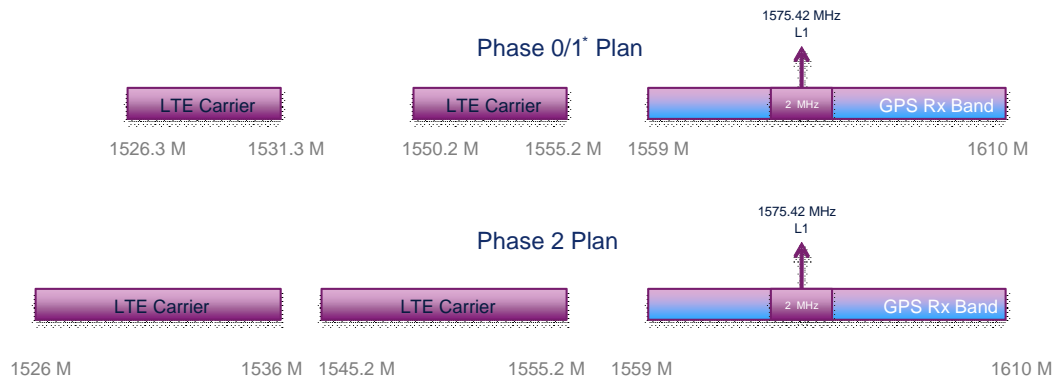 1575.42 MHz
L1
Phase 0/1* Plan
LTE Carrier LTE Carrier 2 MHz GPS Rx Band
1526.3 M 1531.3 M 1550.2 M 1555.2 M 1559 M 1610 M
1575.42 MHz
L1
Phase 2 Plan
LTE Carrier LTE Carrier 2 MHz GPS Rx Band
1526 M 1536 M 1545.2 M 1555.2 M 1559 M 1610 M